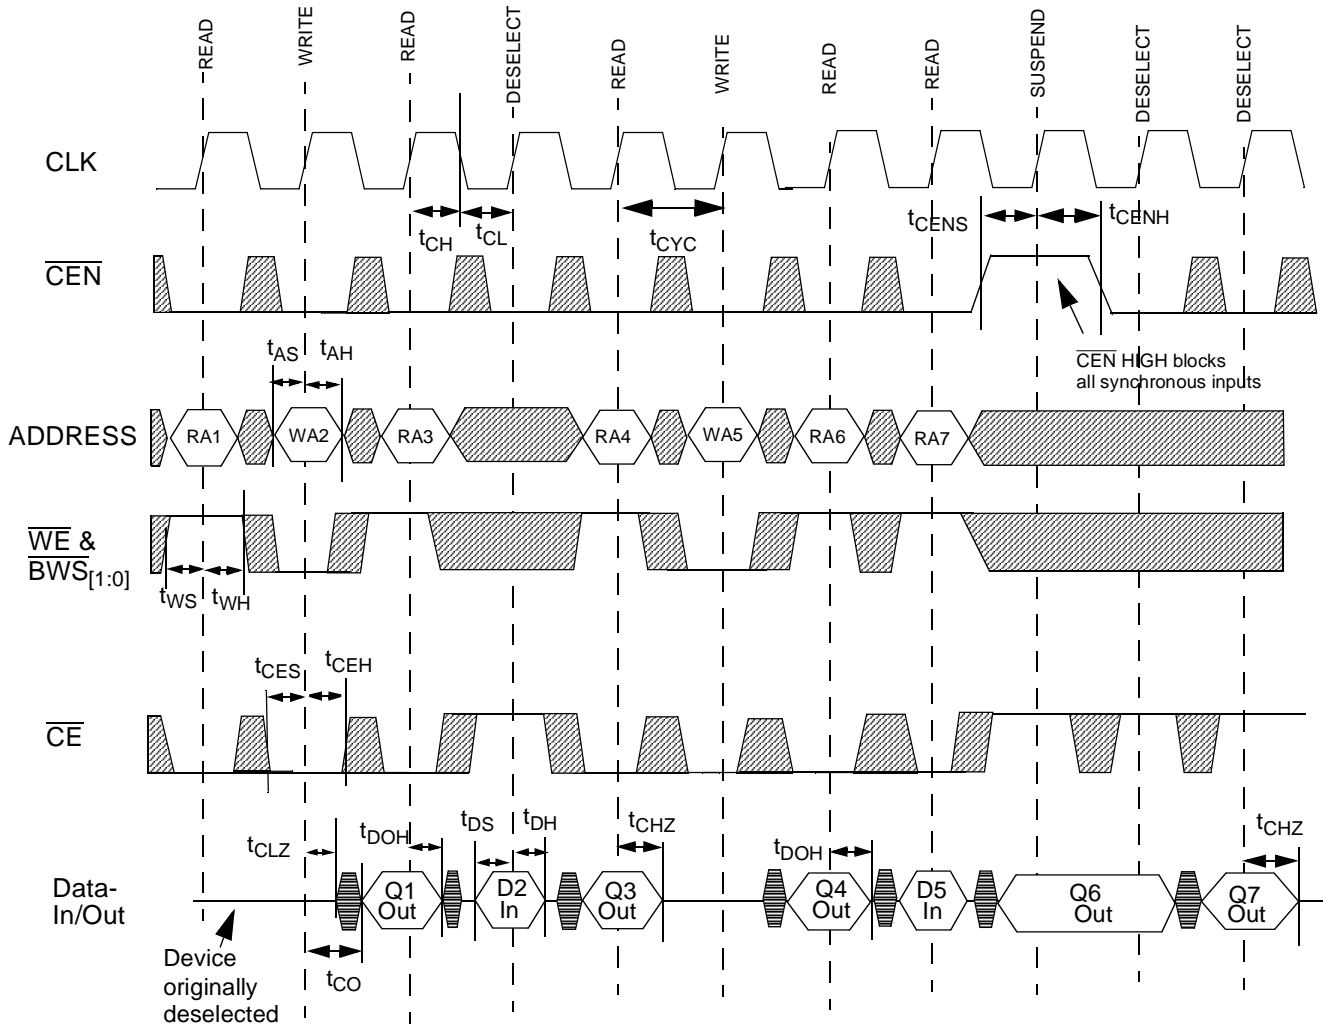 READ
WRITE
READ
DESELECT
READ
WRITE
READ
READ
SUSPEND
DESELECT
DESELECT
CLK
tCH
tCL
tCYC
tCENS
tCENH
CEN
tAS
tAH
CEN HIGH blocks
all synchronous inputs
ADDRESS
RA1
WA2
RA3
RA4
WA5
RA6
RA7
WE &
BWS[1:0]
tWS
tWH
tCES
tCEH
CE
tCLZ
tDOH
tDS
tDH
tCHZ
tDOH
tCHZ
Data-
In/Out
Q1
Out
D2
In
Q3
Out
Q4
Out
D5
In
Q6
Out
Q7
Out
Device
originally
deselected
tCO